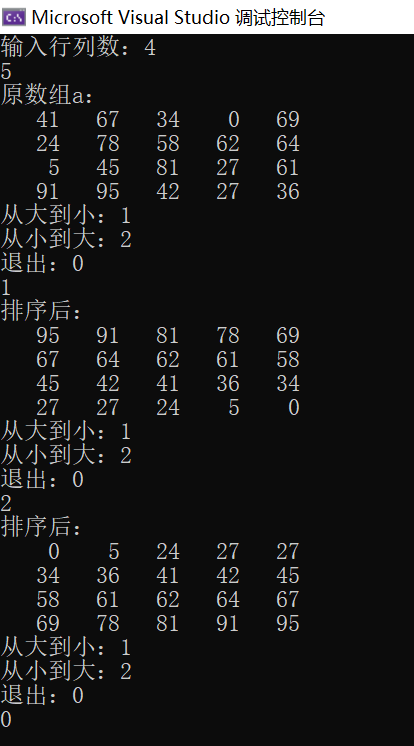 Microsoft Visual Studio 调试控制台
输入行列数: 4
5
原数组a:
41 67 34 0 69
24 78 58 62 64
5 45 81 27 61
91 95 42 27 36
从大到小: 1
从小到大: 2
退出: 0
1
排序后:
95 91 81 78 69
67 64 62 61 58
45 42 41 36 34
27 27 24 5 0
从大到小: 1
从小到大: 2
退出: 0
2
排序后:
0 5 24 27 27
34 36 41 42 45
58 61 62 64 67
69 78 81 91 95
从大到小: 1
从小到大: 2
退出: 0
0